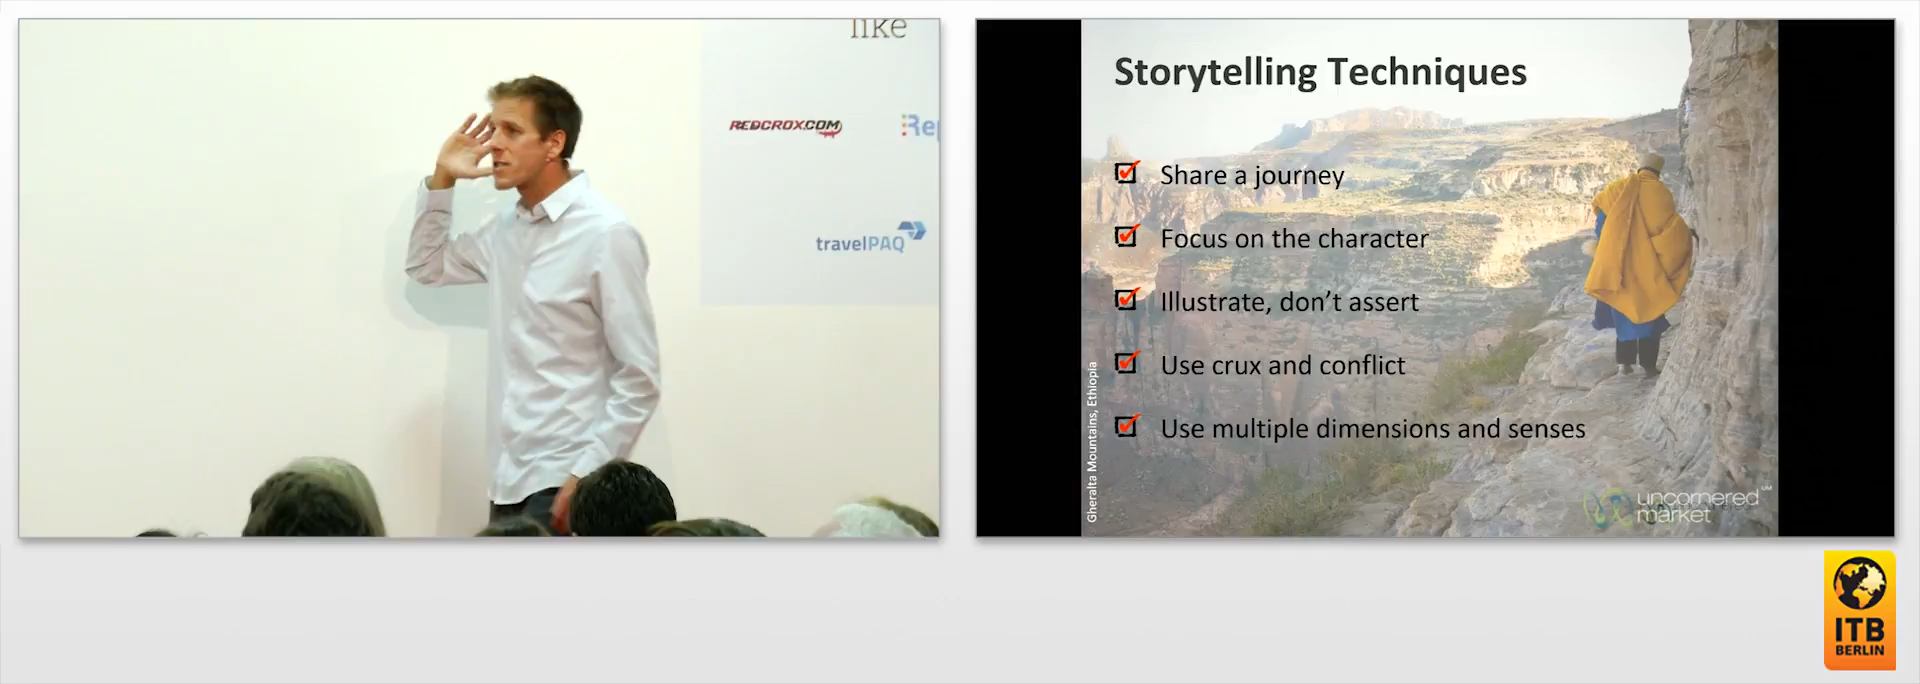 like
REDCROX.COM
travelPAQ
Storytelling Techniques
Share a journey
Focus on the character
Illustrate, don't assert
Use crux and conflict
Use multiple dimensions and senses
Gheralta Mountains, Ethiopia
uncornered
market
ITB
BERLIN